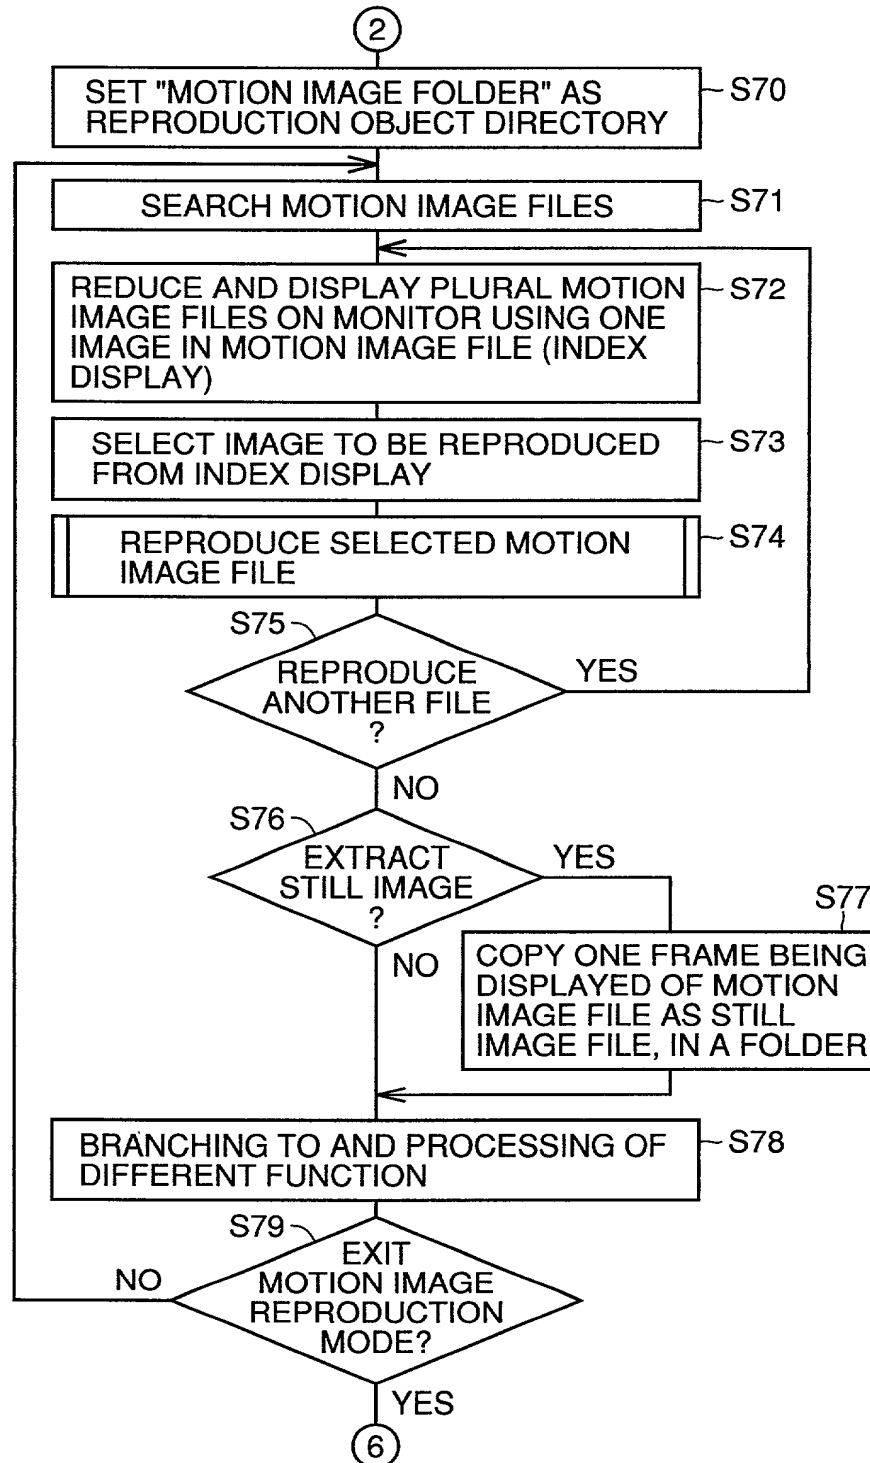 2
SET "MOTION IMAGE FOLDER" AS
REPRODUCTION OBJECT DIRECTORY
S70
SEARCH MOTION IMAGE FILES
S71
REDUCE AND DISPLAY PLURAL MOTION
IMAGE FILES ON MONITOR USING ONE
IMAGE IN MOTION IMAGE FILE (INDEX
DISPLAY)
S72
SELECT IMAGE TO BE REPRODUCED
FROM INDEX DISPLAY
S73
REPRODUCE SELECTED MOTION
IMAGE FILE
S74
S75
REPRODUCE
ANOTHER FILE
?
YES
NO
S76
EXTRACT
STILL IMAGE
?
YES
NO
S77
COPY ONE FRAME BEING
DISPLAYED OF MOTION
IMAGE FILE AS STILL
IMAGE FILE, IN A FOLDER
BRANCHING TO AND PROCESSING OF
DIFFERENT FUNCTION
S78
S79
EXIT
MOTION IMAGE
REPRODUCTION
MODE?
NO
YES
6